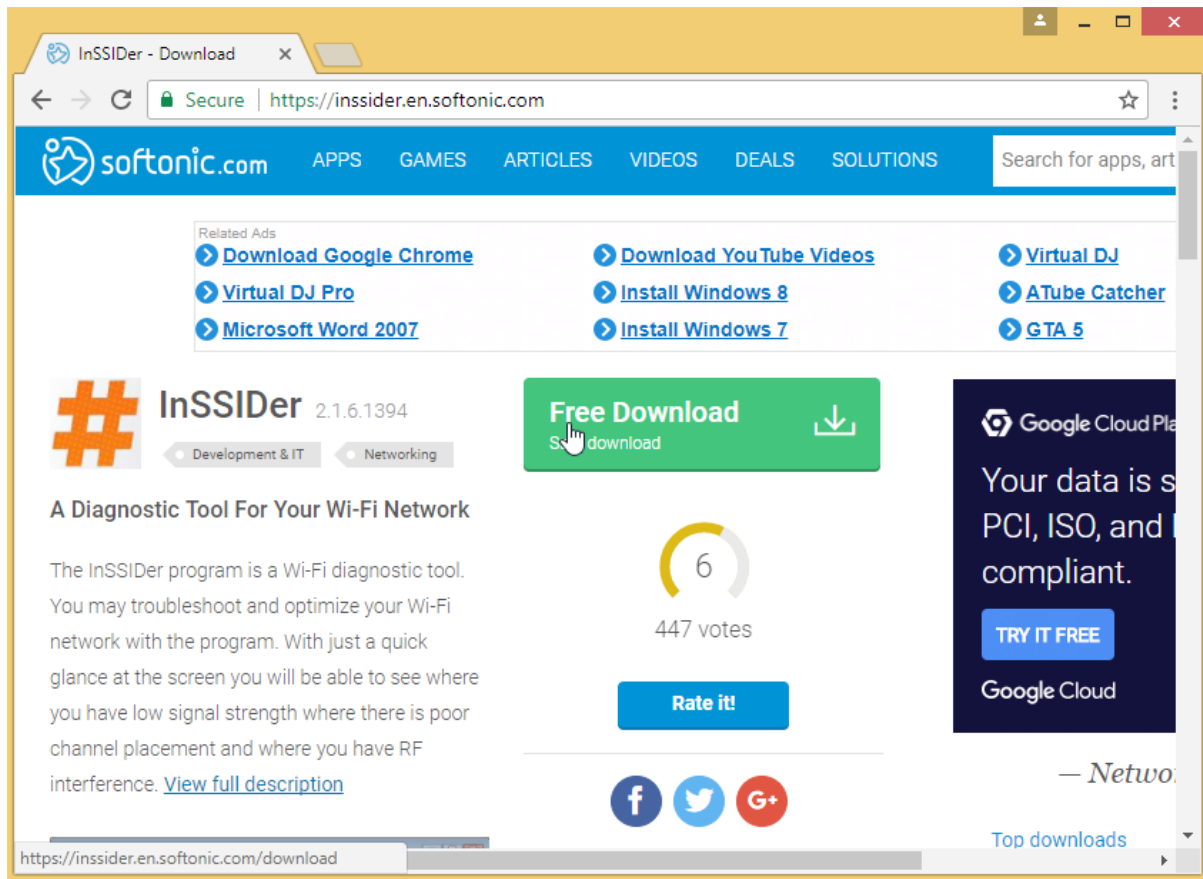 InSSIDer - Download
Secure | https://inssider.en.softonic.com
softonic.com APPS GAMES ARTICLES VIDEOS DEALS SOLUTIONS Search for apps, art
Related Ads
Download Google Chrome Download YouTube Videos Virtual DJ
Virtual DJ Pro Install Windows 8 ATube Catcher
Microsoft Word 2007 Install Windows 7 GTA 5
InSSIDer 2.1.6.1394
Development & IT Networking
A Diagnostic Tool For Your Wi-Fi Network
The InSSIDer program is a Wi-Fi diagnostic tool.
You may troubleshoot and optimize your Wi-Fi
network with the program. With just a quick
glance at the screen you will be able to see where
you have low signal strength where there is poor
channel placement and where you have RF
interference. View full description
Free Download
download
6
447 votes
Rate it!
f G+
Google Cloud Pla
Your data is s
PCI, ISO, and
compliant.
TRY IT FREE
Google Cloud
— Netwo
Top downloads
https://inssider.en.softonic.com/download